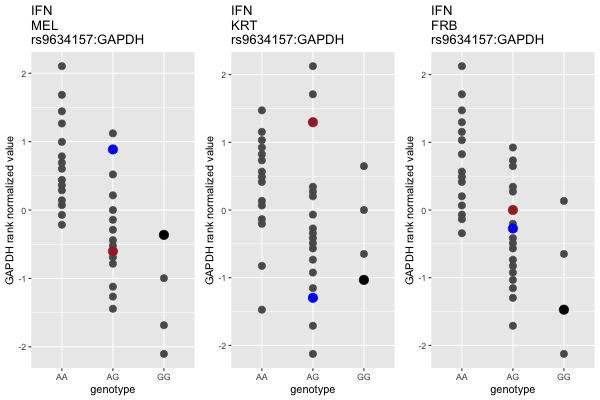 IFN
MEL
rs9634157:GAPDH
GAPDH rank normalized value
2
1
0
-1
-2
AA AG GG
genotype
IFN
KRT
rs9634157:GAPDH
GAPDH rank normalized value
2
1
0
-1
-2
AA AG GG
genotype
IFN
FRB
rs9634157:GAPDH
GAPDH rank normalized value
2
1
0
-1
-2
AA AG GG
genotype